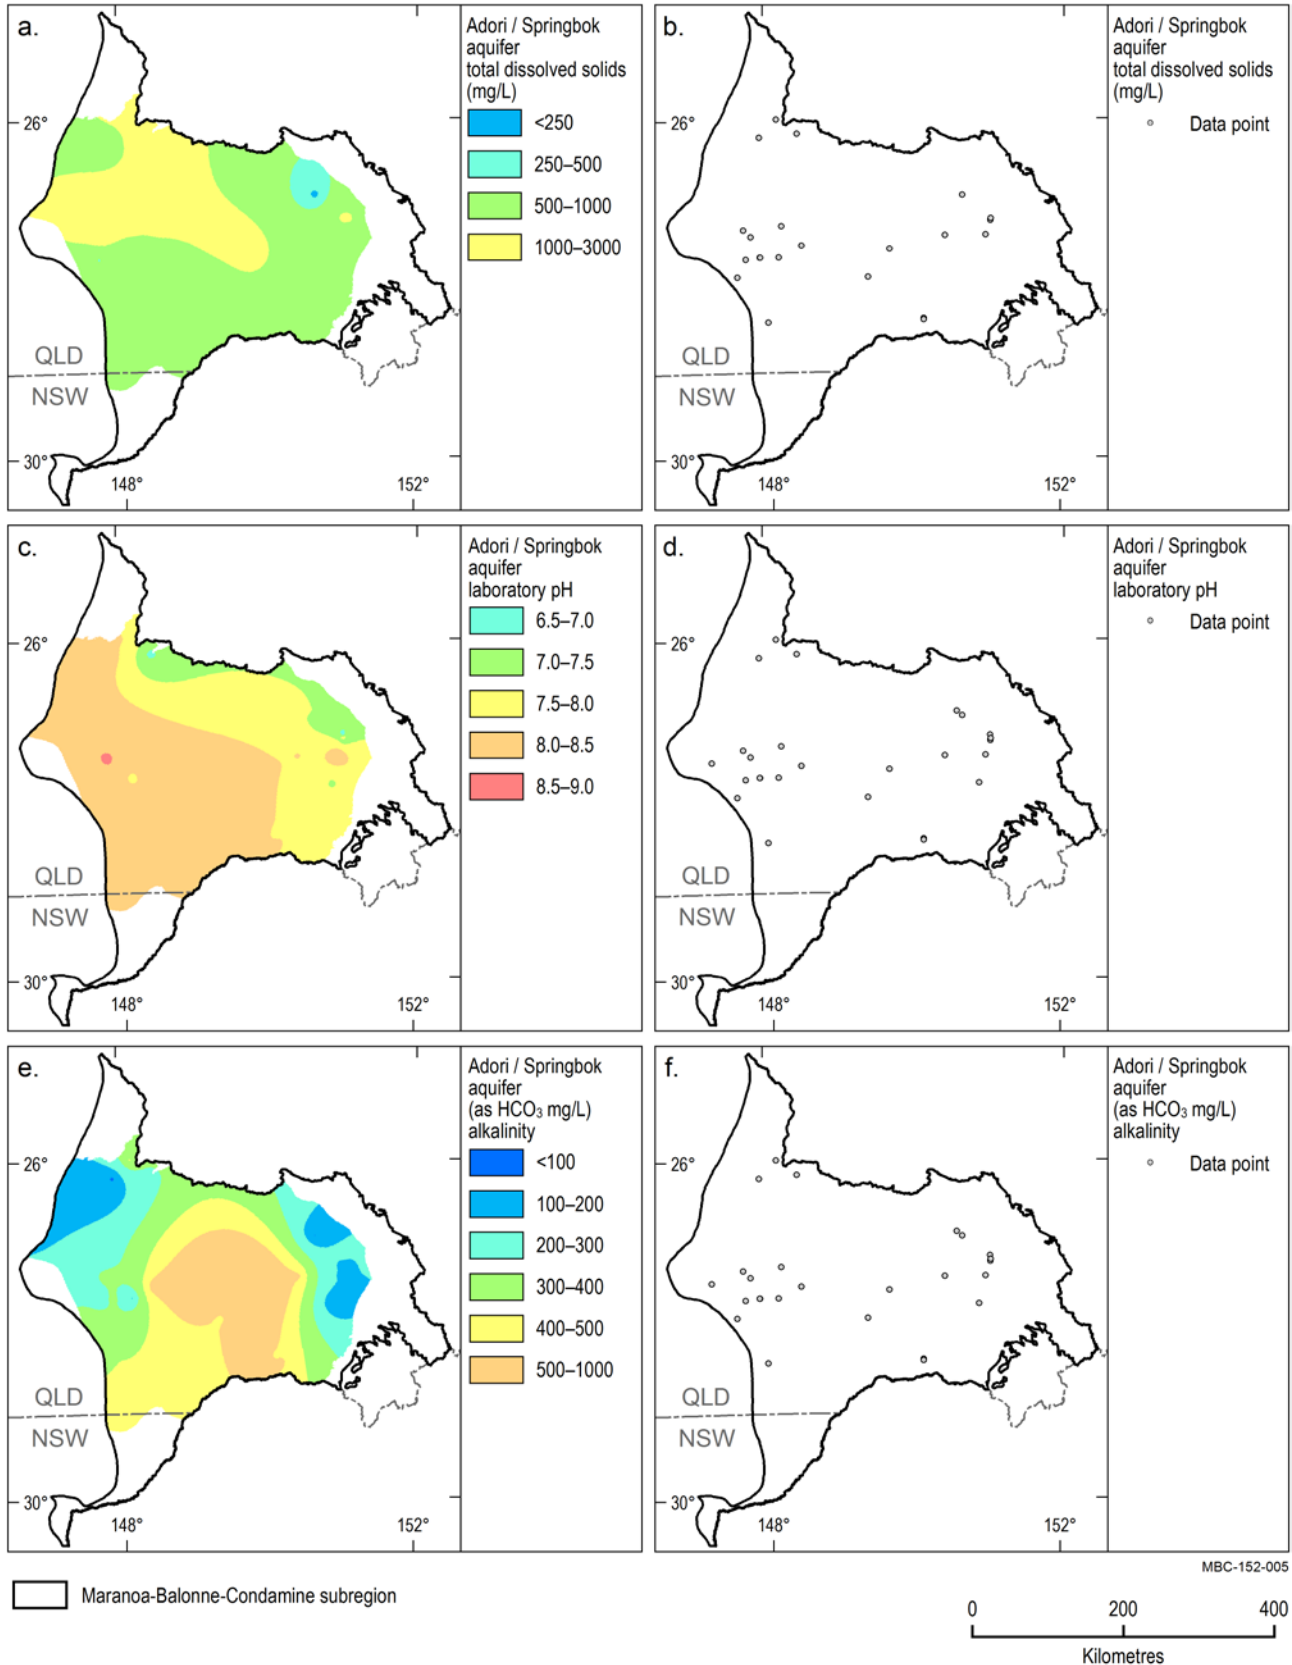 a.
Adori / Springbok
aquifer
total dissolved solids
(mg/L)
<250
250–500
500–1000
1000–3000
26°
QLD
NSW
30°
148°
152°
b.
Adori / Springbok
aquifer
total dissolved solids
(mg/L)
Data point
26°
QLD
NSW
30°
148°
152°
c.
Adori / Springbok
aquifer
laboratory pH
6.5–7.0
7.0–7.5
7.5–8.0
8.0–8.5
8.5–9.0
26°
QLD
NSW
30°
148°
152°
d.
Adori / Springbok
aquifer
laboratory pH
Data point
26°
QLD
NSW
30°
148°
152°
e.
Adori / Springbok
aquifer
(as HCO₃ mg/L)
alkalinity
<100
100–200
200–300
300–400
400–500
500–1000
26°
QLD
NSW
30°
148°
152°
f.
Adori / Springbok
aquifer
(as HCO₃ mg/L)
alkalinity
Data point
26°
QLD
NSW
30°
148°
152°
MBC-152-005
Maranoa-Balonne-Condamine subregion
0 200 400
Kilometres